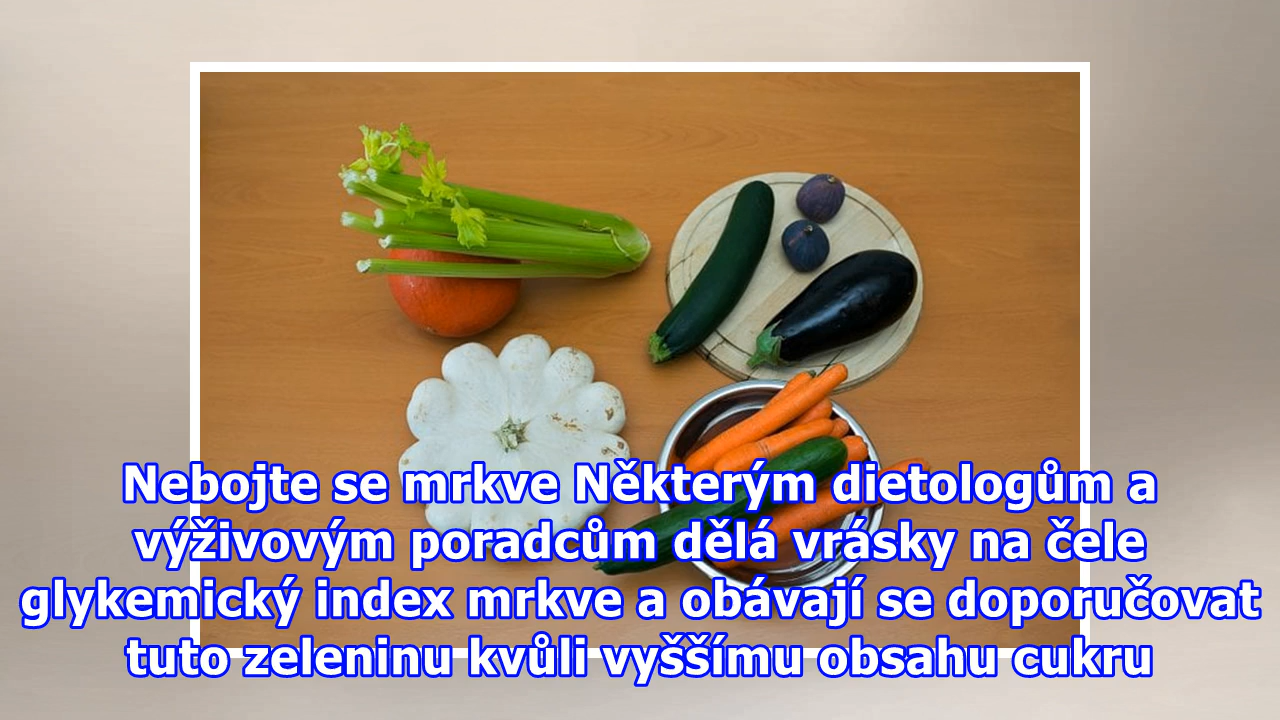 Nebojte se mrkve Některým dietologům a
výživovým poradcům dělá vrásky na čele
glykemický index mrkve a obávají se doporučovat
tuto zeleninu kvůli vyššímu obsahu cukru